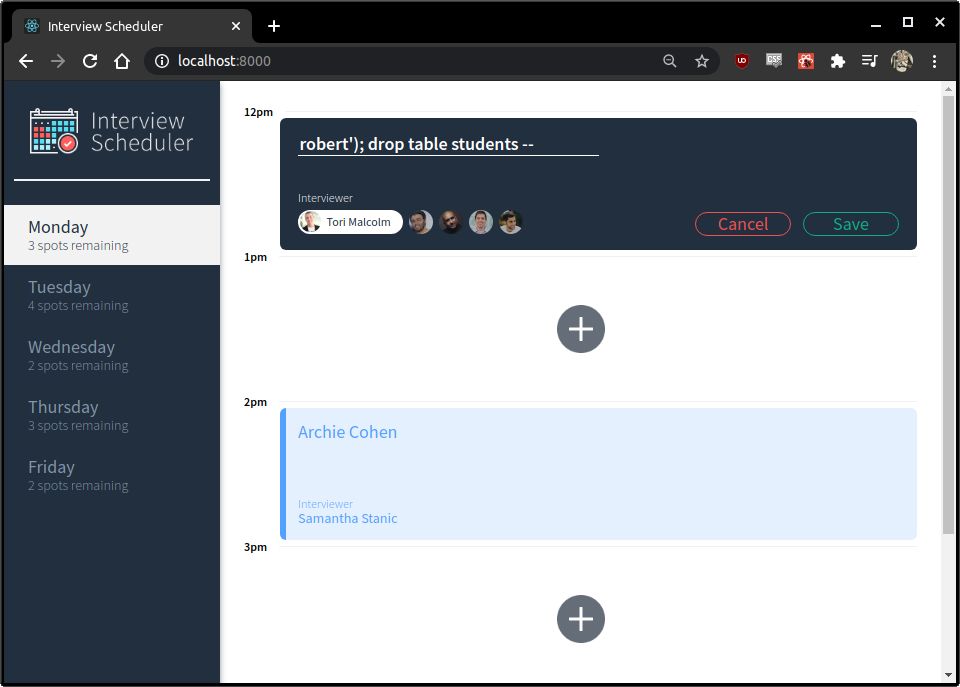 Interview Scheduler
localhost:8000
UD
CSS
Interview
Scheduler
Monday
3 spots remaining
Tuesday
4 spots remaining
Wednesday
2 spots remaining
Thursday
3 spots remaining
Friday
2 spots remaining
12pm
robert'); drop table students --
Interviewer
Tori Malcolm
Cancel
Save
1pm
2pm
Archie Cohen
Interviewer
Samantha Stanic
3pm